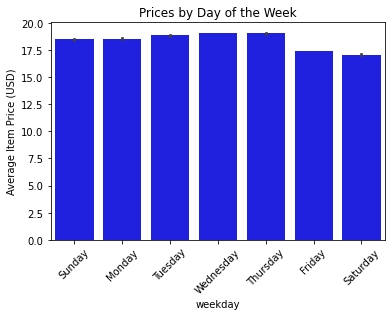 Prices by Day of the Week
Average Item Price (USD)
20.0
17.5
15.0
12.5
10.0
7.5
5.0
2.5
0.0
Sunday
Monday
Tuesday
Wednesday
Thursday
Friday
Saturday
weekday